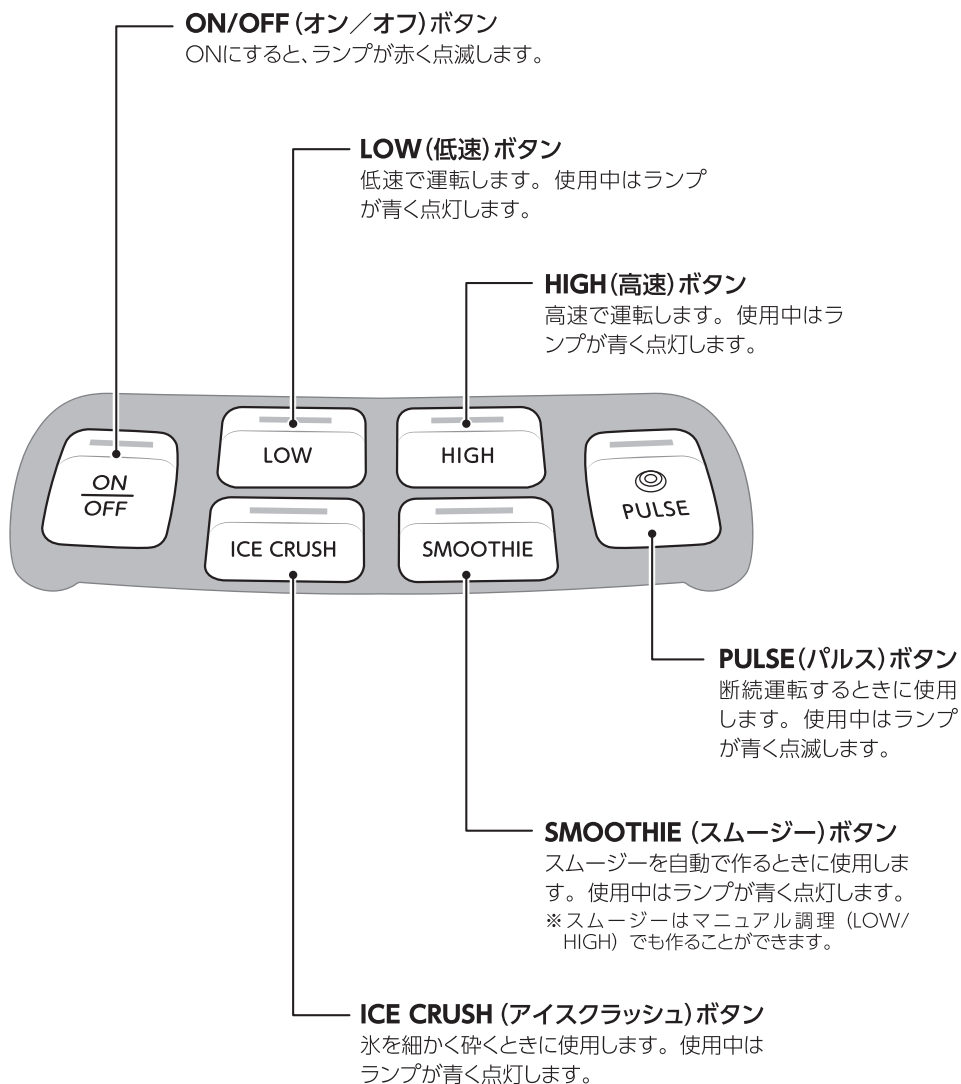 ON/OFF(オン／オフ)ボタン
ONにすると、ランプが赤く点滅します。
LOW(低速)ボタン
低速で運転します。使用中はランプ
が青く点灯します。
HIGH(高速)ボタン
高速で運転します。使用中はラ
ンプが青く点灯します。
ON
OFF
LOW
HIGH
PULSE
ICE CRUSH
SMOOTHIE
PULSE(パルス)ボタン
断続運転するときに使用
します。使用中はランプ
が青く点滅します。
SMOOTHIE (スムージー)ボタン
スムージーを自動で作るときに使用しま
す。使用中はランプが青く点灯します。
※スムージーはマニュアル調理 (LOW/
HIGH) でも作ることができます。
ICE CRUSH (アイスクラッシュ)ボタン
氷を細かく砕くときに使用します。使用中は
ランプが青く点灯します。